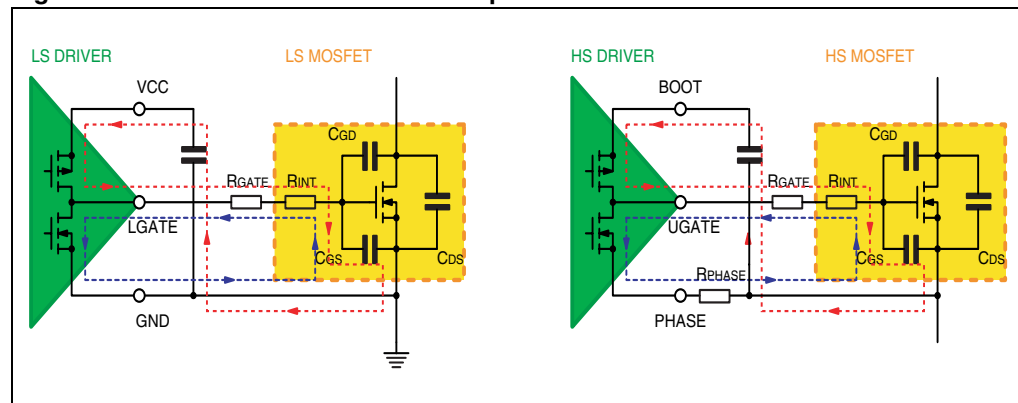 LS DRIVER
LS MOSFET
VCC
CGD
RGATE
RINT
LGATE
CGS
CDS
GND
HS DRIVER
HS MOSFET
BOOT
CGD
RGATE
RINT
UGATE
CGS
CDS
RPHASE
PHASE